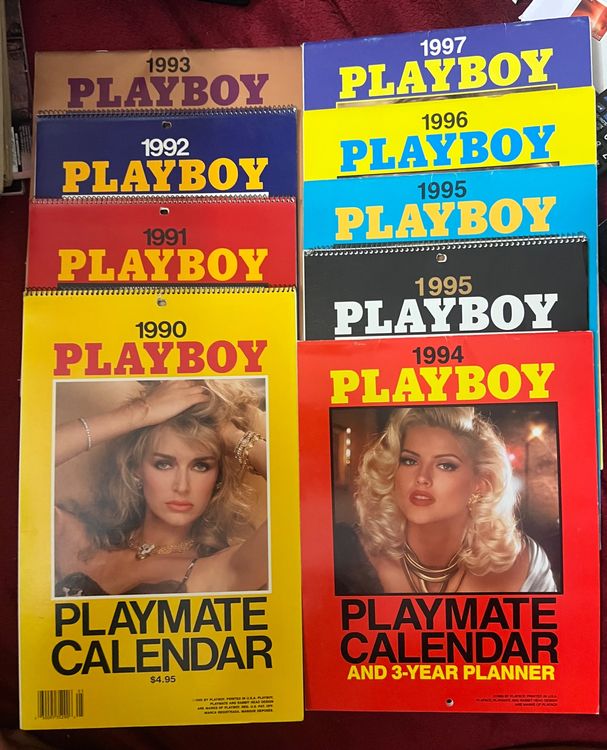 1993
PLAYBOY
1992
PLAYBOY
1991
PLAYBOY
1990
PLAYBOY
PLAYMATE
CALENDAR
$4.95
1997
PLAYBOY
1996
PLAYBOY
1995
PLAYBOY
1995
PLAYBOY
1994
PLAYBOY
PLAYMATE
CALENDAR
AND 3-YEAR PLANNER